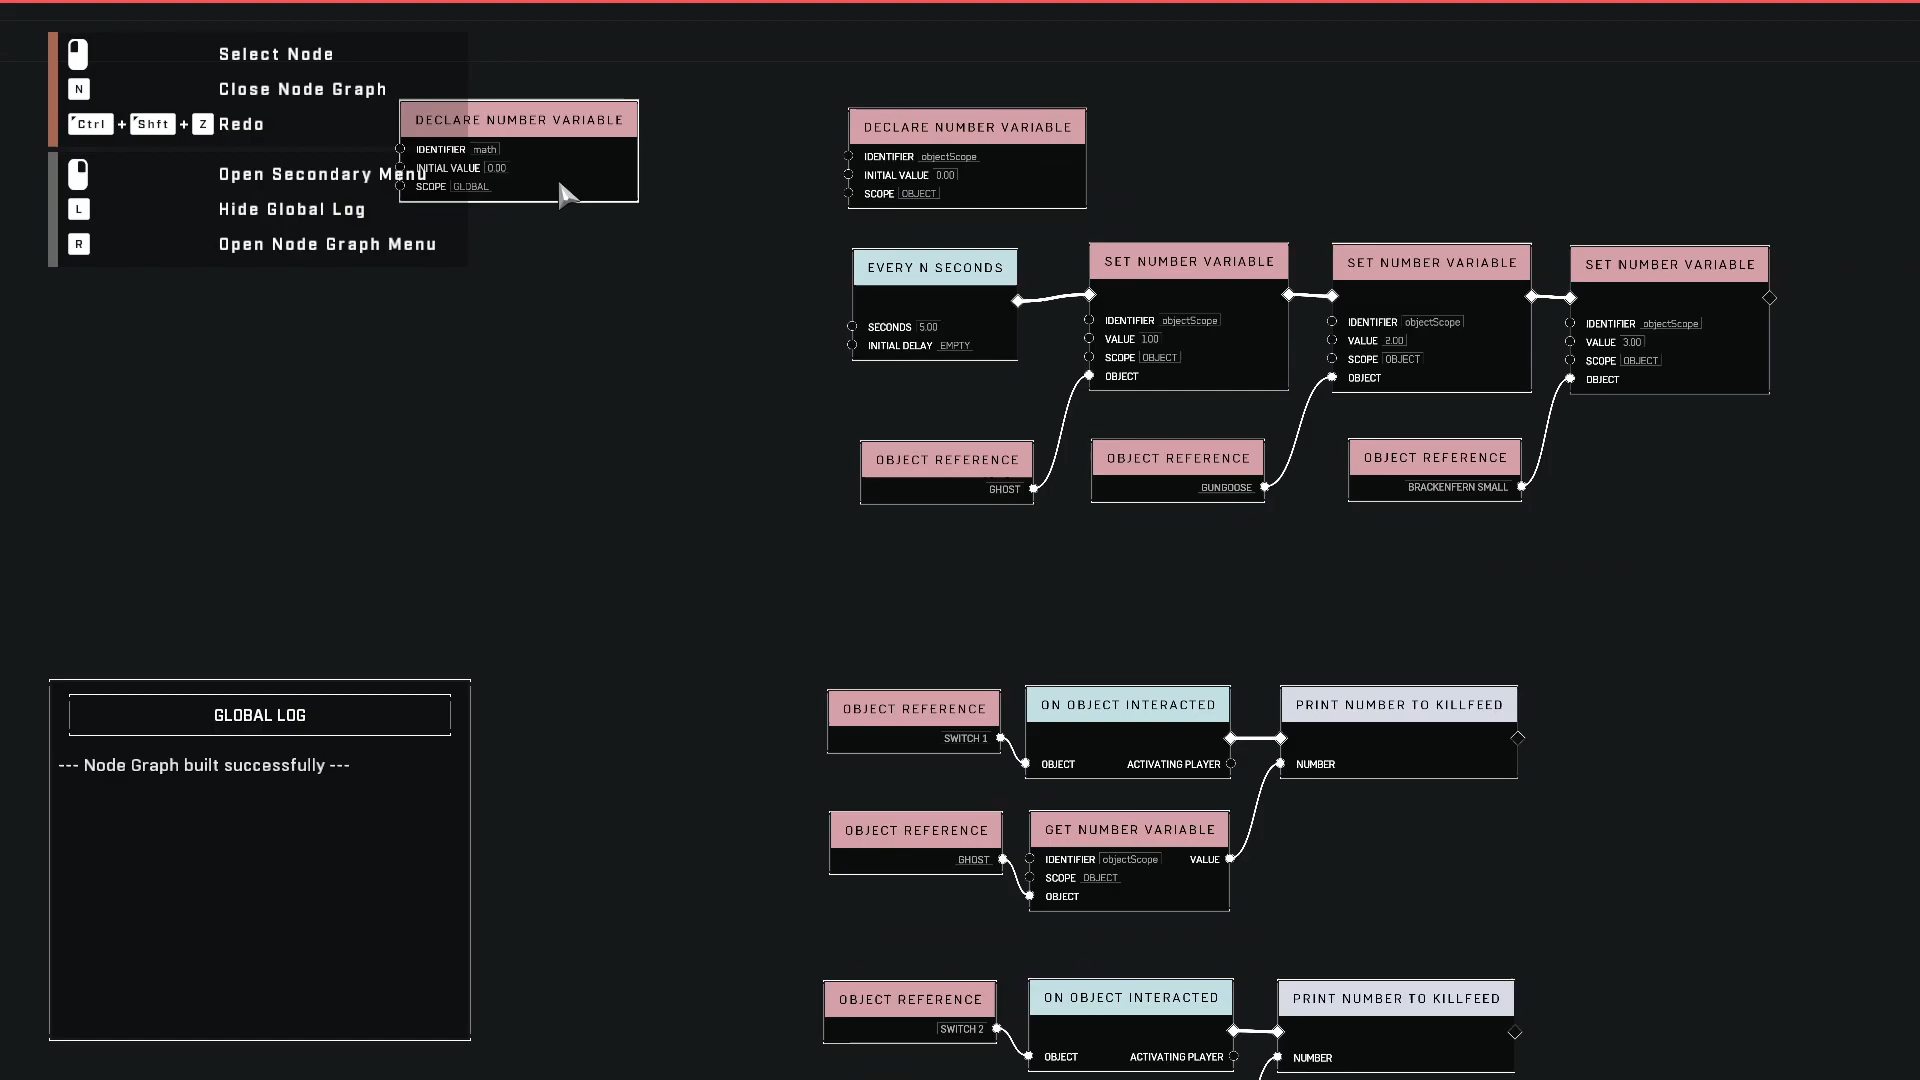 Select Node
N Close Node Graph
Ctrl + Shft + Z Redo
Open Secondary Menu
L Hide Global Log
R Open Node Graph Menu
DECLARE NUMBER VARIABLE
IDENTIFIER math
INITIAL VALUE 0.00
SCOPE GLOBAL
DECLARE NUMBER VARIABLE
IDENTIFIER objectScope
INITIAL VALUE 0.00
SCOPE OBJECT
EVERY N SECONDS
SECONDS 5.00
INITIAL DELAY EMPTY
SET NUMBER VARIABLE
IDENTIFIER objectScope
VALUE 1.00
SCOPE OBJECT
OBJECT
SET NUMBER VARIABLE
IDENTIFIER objectScope
VALUE 2.00
SCOPE OBJECT
OBJECT
SET NUMBER VARIABLE
IDENTIFIER objectScope
VALUE 3.00
SCOPE OBJECT
OBJECT
OBJECT REFERENCE
GHOST
OBJECT REFERENCE
GUNGOOSE
OBJECT REFERENCE
BRACKENFERN SMALL
GLOBAL LOG
--- Node Graph built successfully ---
OBJECT REFERENCE
SWITCH 1
ON OBJECT INTERACTED
OBJECT ACTIVATING PLAYER
PRINT NUMBER TO KILLFEED
NUMBER
OBJECT REFERENCE
GHOST
GET NUMBER VARIABLE
IDENTIFIER objectScope VALUE
SCOPE OBJECT
OBJECT
OBJECT REFERENCE
SWITCH 2
ON OBJECT INTERACTED
OBJECT ACTIVATING PLAYER
PRINT NUMBER TO KILLFEED
NUMBER